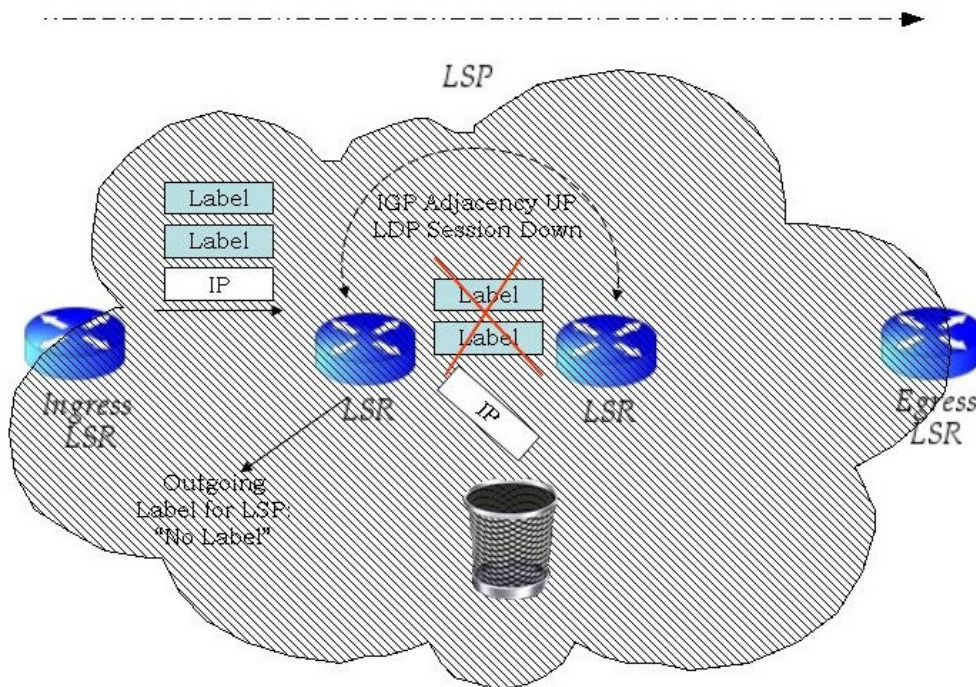 LSP
Label
Label
IP
IGP Adjacency UP
LDP Session Down
Label
Label
IP
Ingress
LSR
LSR
LSR
Egress
LSR
Outgoing
Label for LSP:
“No Label”